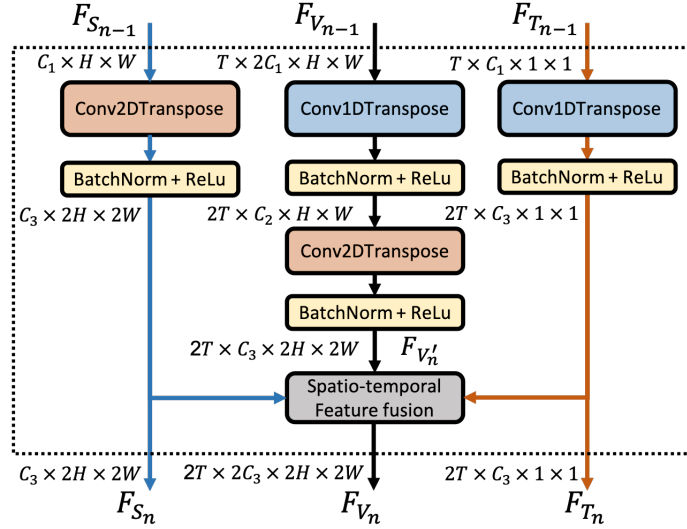 F_{S_{n-1}} F_{V_{n-1}} F_{T_{n-1}}
C_1 × H × W T × 2C_1 × H × W T × C_1 × 1 × 1
Conv2DTranspose Conv1DTranspose Conv1DTranspose
BatchNorm + ReLu BatchNorm + ReLu BatchNorm + ReLu
C_3 × 2H × 2W 2T × C_2 × H × W 2T × C_3 × 1 × 1
Conv2DTranspose
BatchNorm + ReLu
2T × C_3 × 2H × 2W F_{V'_n}
Spatio-temporal
Feature fusion
C_3 × 2H × 2W 2T × 2C_3 × 2H × 2W 2T × C_3 × 1 × 1
F_{S_n} F_{V_n} F_{T_n}